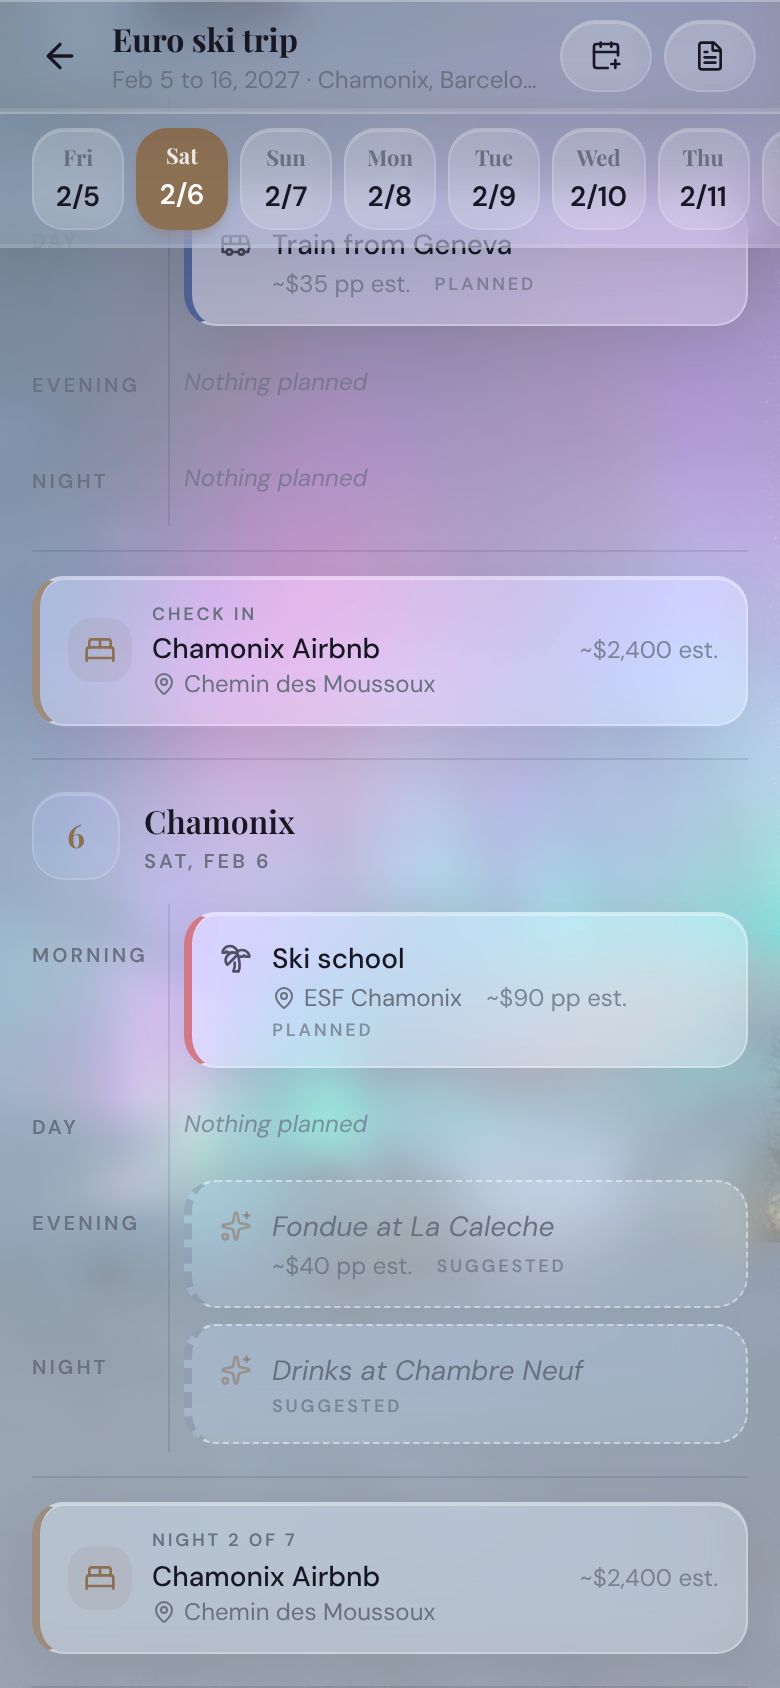 Euro ski trip
Feb 5 to 16, 2027 · Chamonix, Barcelo...
Fri
2/5
Sat
2/6
Sun
2/7
Mon
2/8
Tue
2/9
Wed
2/10
Thu
2/11
DAY
Train from Geneva
~$35 pp est. PLANNED
EVENING
Nothing planned
NIGHT
Nothing planned
CHECK IN
Chamonix Airbnb
~$2,400 est.
Chemin des Moussoux
6
Chamonix
SAT, FEB 6
MORNING
Ski school
ESF Chamonix ~$90 pp est.
PLANNED
DAY
Nothing planned
EVENING
Fondue at La Caleche
~$40 pp est. SUGGESTED
NIGHT
Drinks at Chambre Neuf
SUGGESTED
NIGHT 2 OF 7
Chamonix Airbnb
~$2,400 est.
Chemin des Moussoux